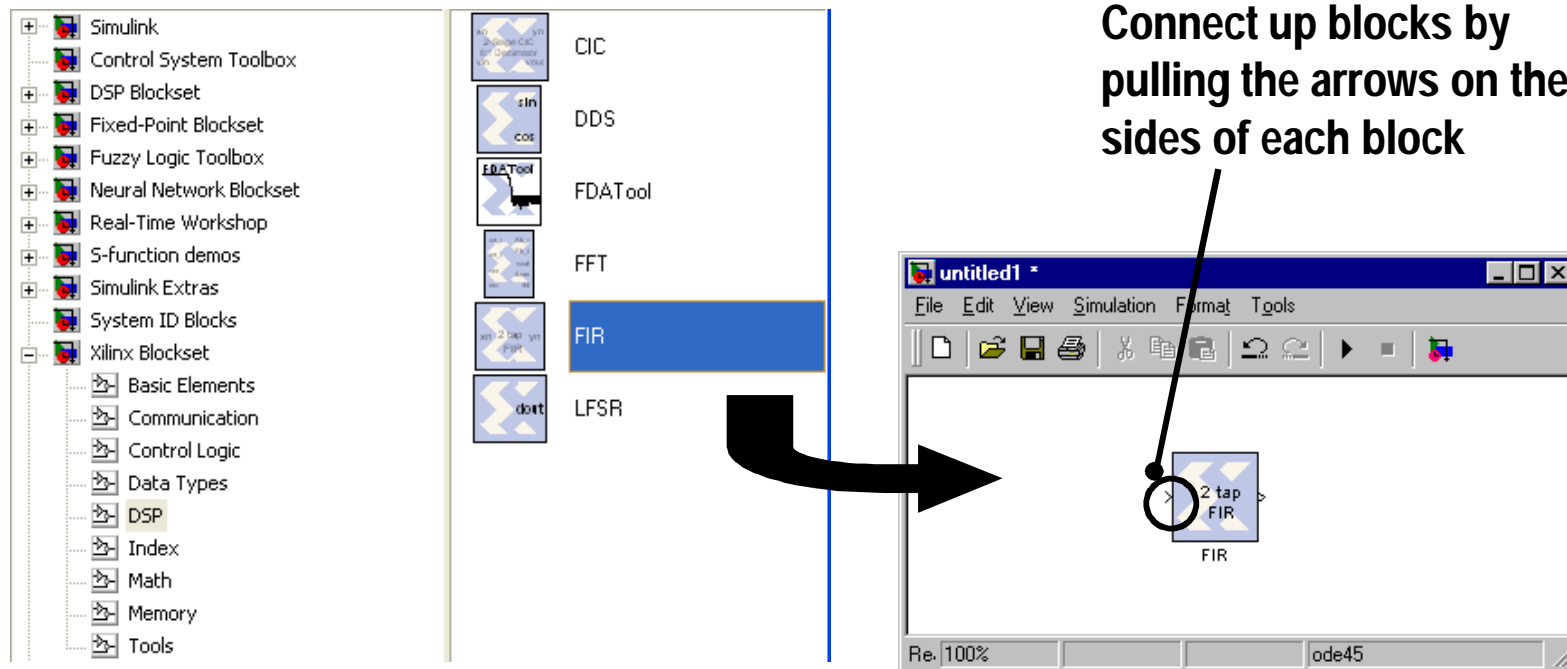 Simulink
Control System Toolbox
DSP Blockset
Fixed-Point Blockset
Fuzzy Logic Toolbox
Neural Network Blockset
Real-Time Workshop
S-function demos
Simulink Extras
System ID Blocks
Xilinx Blockset
Basic Elements
Communication
Control Logic
Data Types
DSP
Index
Math
Memory
Tools
CIC
sin
cos
DDS
FDATool
FDATool
FFT
xn 2 tap yn
FIR
FIR
dout
LFSR
Connect up blocks by
pulling the arrows on the
sides of each block
untitled1 *
File Edit View Simulation Format Tools
2 tap
FIR
FIR
Re. 100% ode45